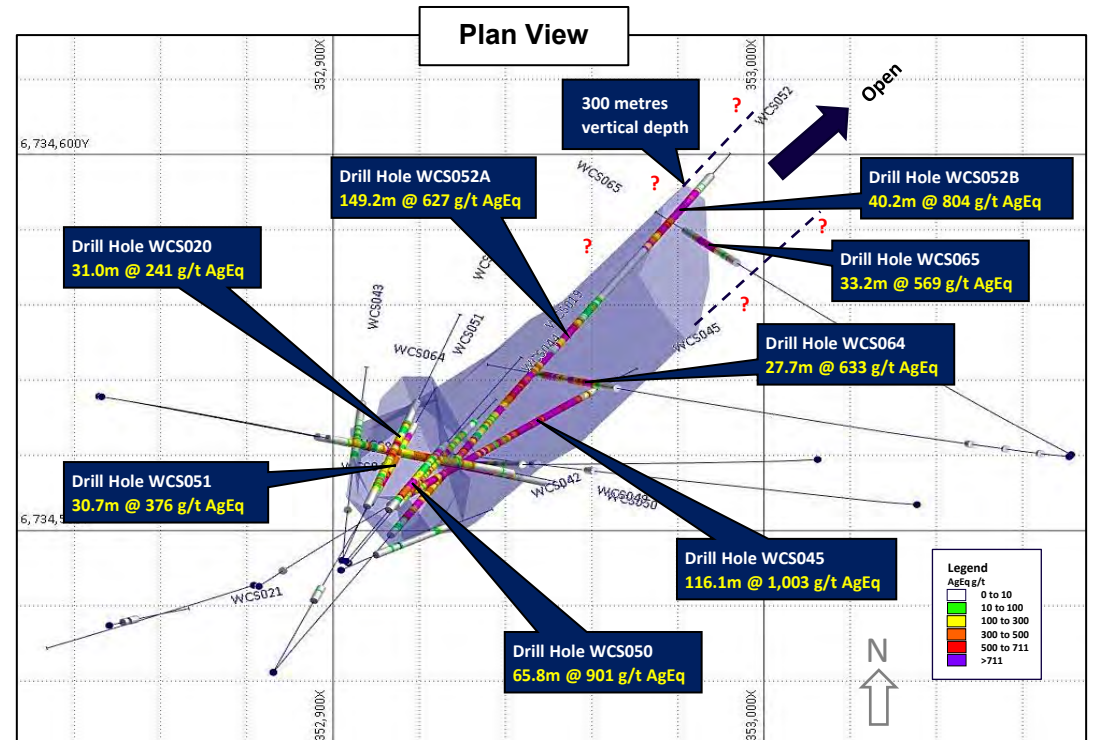 Plan View
352,900X
353,000X
Open
?
WCS052
300 metres
vertical depth
6,734,600Y
WCS065
?
Drill Hole WCS052A
149.2m @ 627 g/t AgEq
Drill Hole WCS052B
40.2m @ 804 g/t AgEq
?
?
Drill Hole WCS020
31.0m @ 241 g/t AgEq
Drill Hole WCS065
33.2m @ 569 g/t AgEq
WCS043
WCS019
?
WCS051
WCS064
WCS044
WCS045
Drill Hole WCS064
27.7m @ 633 g/t AgEq
Drill Hole WCS051
30.7m @ 376 g/t AgEq
WCS042
WCS049
WCS050
Drill Hole WCS045
116.1m @ 1,003 g/t AgEq
WCS021
Drill Hole WCS050
65.8m @ 901 g/t AgEq
Legend
AgEq g/t
0 to 10
10 to 100
100 to 300
300 to 500
500 to 711
>711
N
352,900X
353,000X